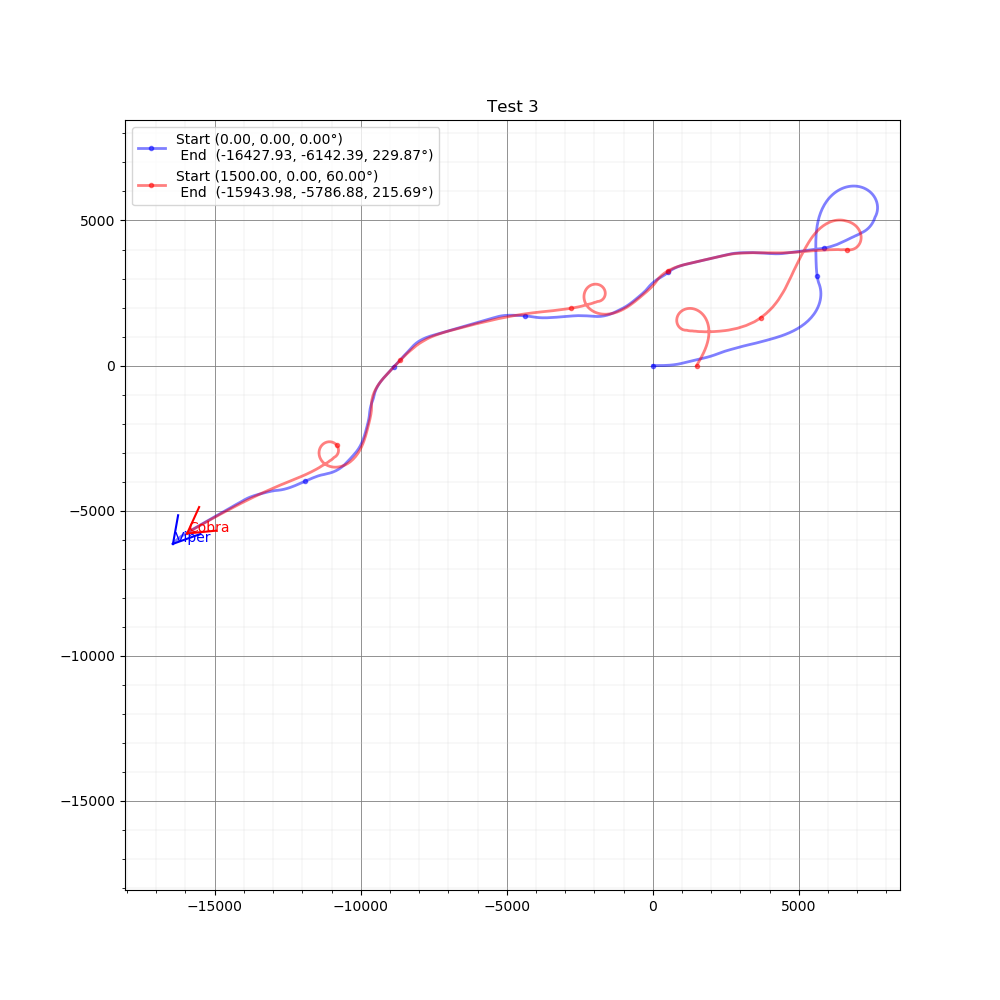 Test 3
Start (0.00, 0.00, 0.00°)
End (-16427.93, -6142.39, 229.87°)
Start (1500.00, 0.00, 60.00°)
End (-15943.98, -5786.88, 215.69°)
5000
0
−5000
−10000
−15000
Cobra
Viper
−15000
−10000
−5000
0
5000